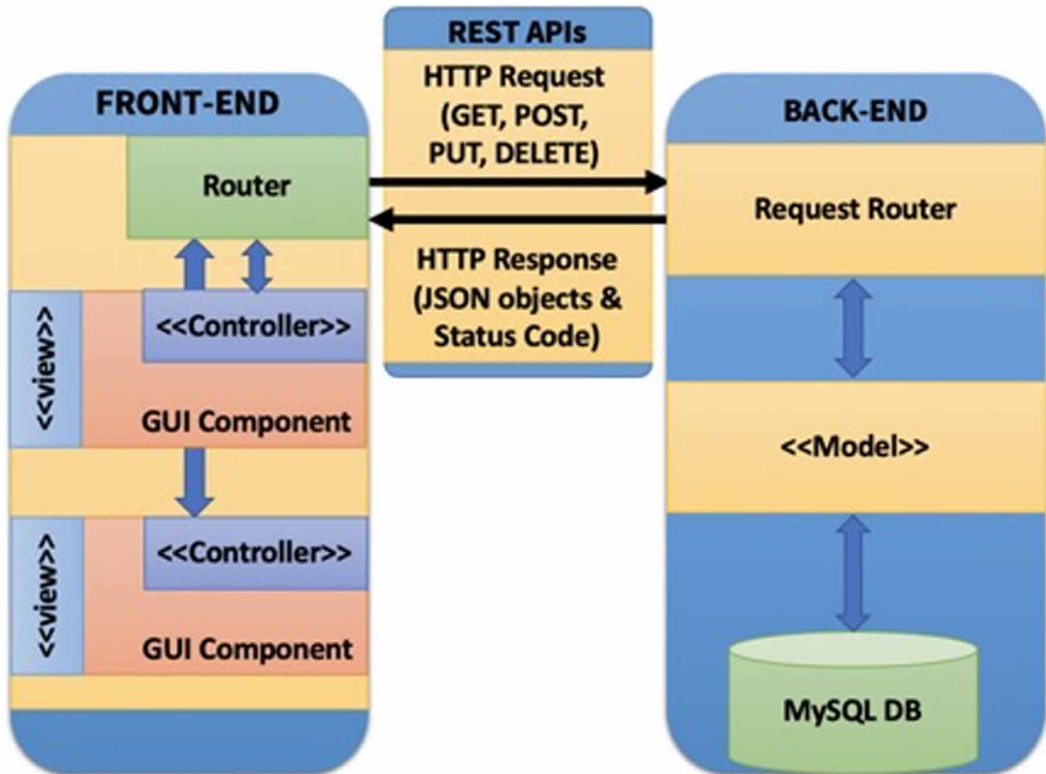 FRONT-END
Router
<<Controller>>
<<view>>
GUI Component
<<Controller>>
<<view>>
GUI Component
REST APIs
HTTP Request
(GET, POST,
PUT, DELETE)
HTTP Response
(JSON objects &
Status Code)
BACK-END
Request Router
<<Model>>
MySQL DB